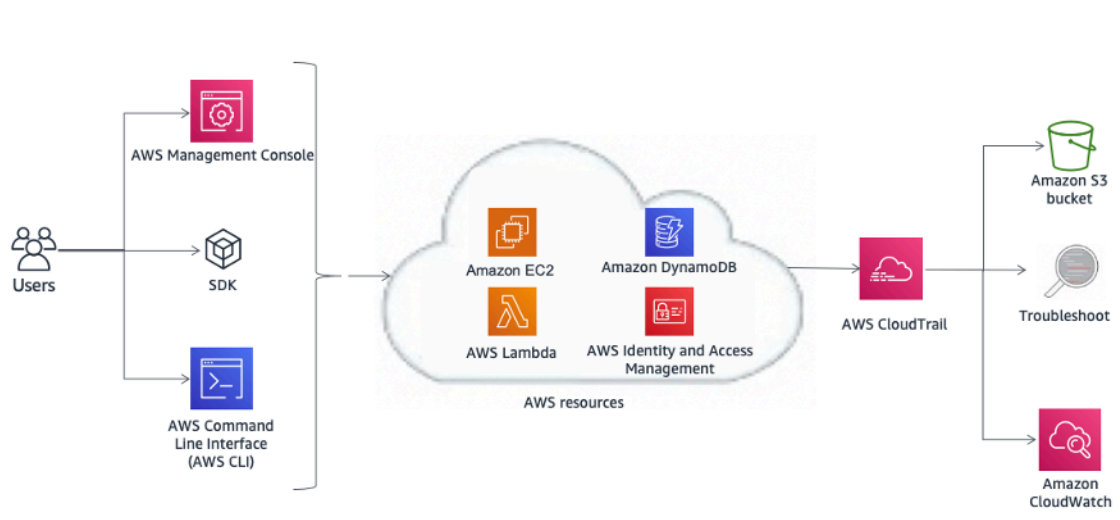 Users
AWS Management Console
SDK
AWS Command
Line Interface
(AWS CLI)
Amazon EC2
Amazon DynamoDB
AWS Lambda
AWS Identity and Access
Management
AWS resources
AWS CloudTrail
Amazon S3
bucket
Troubleshoot
Amazon
CloudWatch